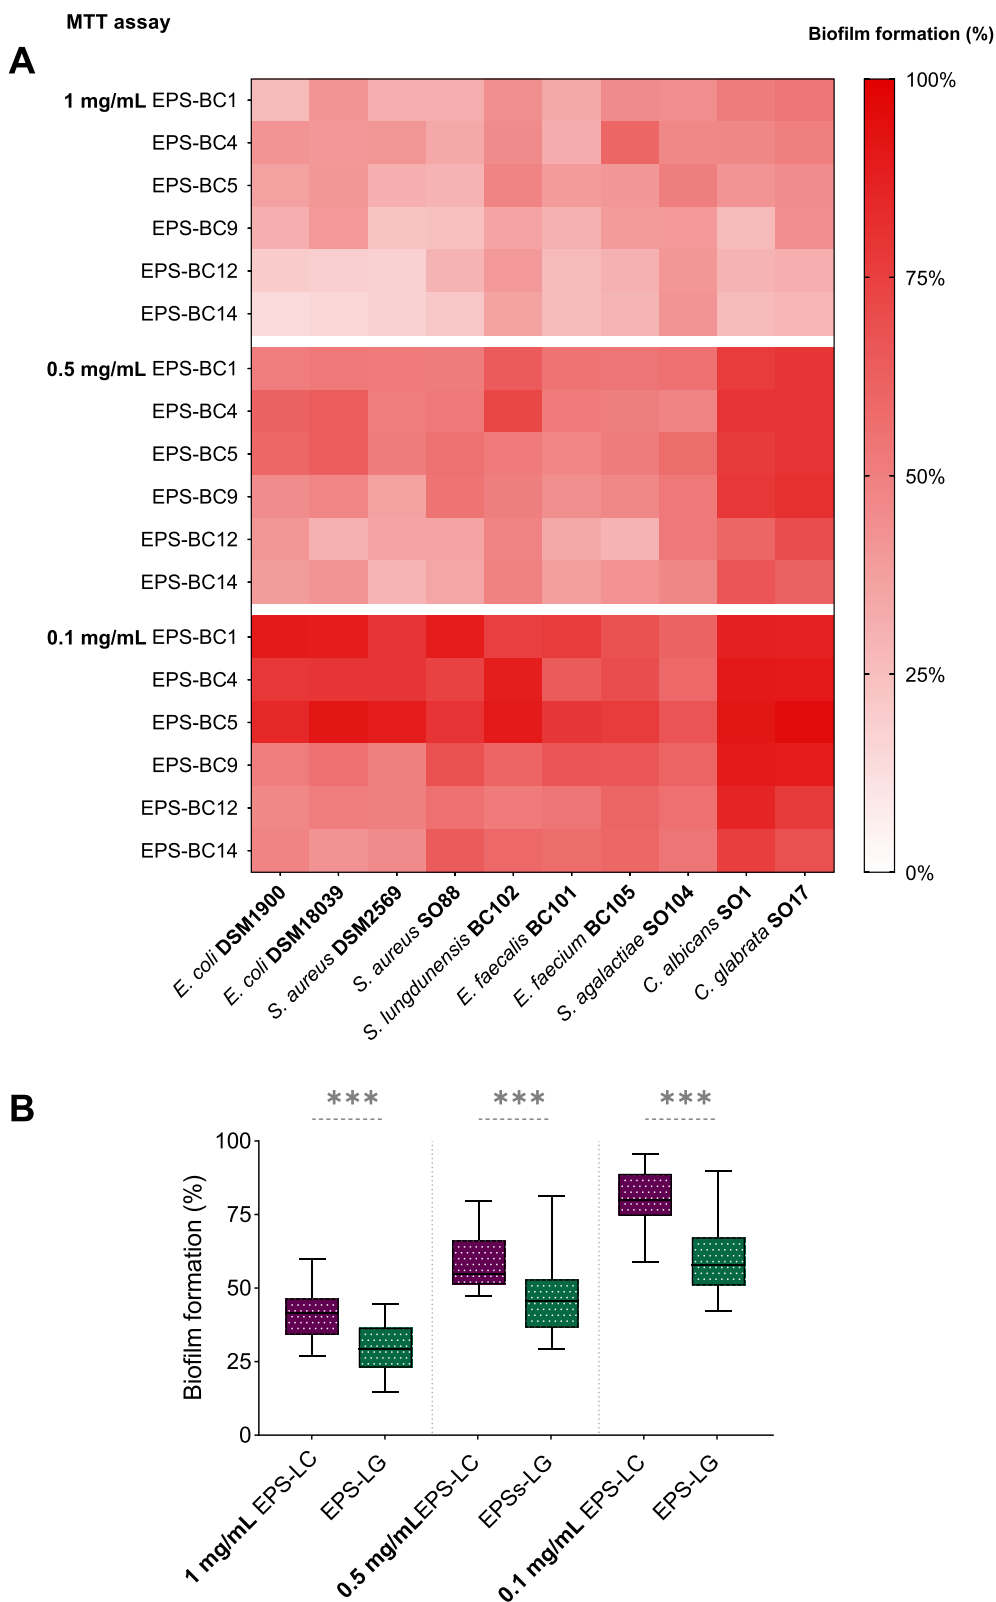 MTT assay
Biofilm formation (%)
A
1 mg/mL EPS-BC1
EPS-BC4
EPS-BC5
EPS-BC9
EPS-BC12
EPS-BC14
0.5 mg/mL EPS-BC1
EPS-BC4
EPS-BC5
EPS-BC9
EPS-BC12
EPS-BC14
0.1 mg/mL EPS-BC1
EPS-BC4
EPS-BC5
EPS-BC9
EPS-BC12
EPS-BC14
100%
75%
50%
25%
0%
E. coli DSM1900
E. coli DSM18039
S. aureus DSM2569
S. aureus SO88
S. lungdunensis BC102
E. faecalis BC101
E. faecium BC105
S. agalactiae SO104
C. albicans SO1
C. glabrata SO17
B
*** *** ***
Biofilm formation (%)
100
75
50
25
0
1 mg/mL EPS-LC
EPS-LG
0.5 mg/mLEPS-LC
EPSs-LG
0.1 mg/mL EPS-LC
EPS-LG